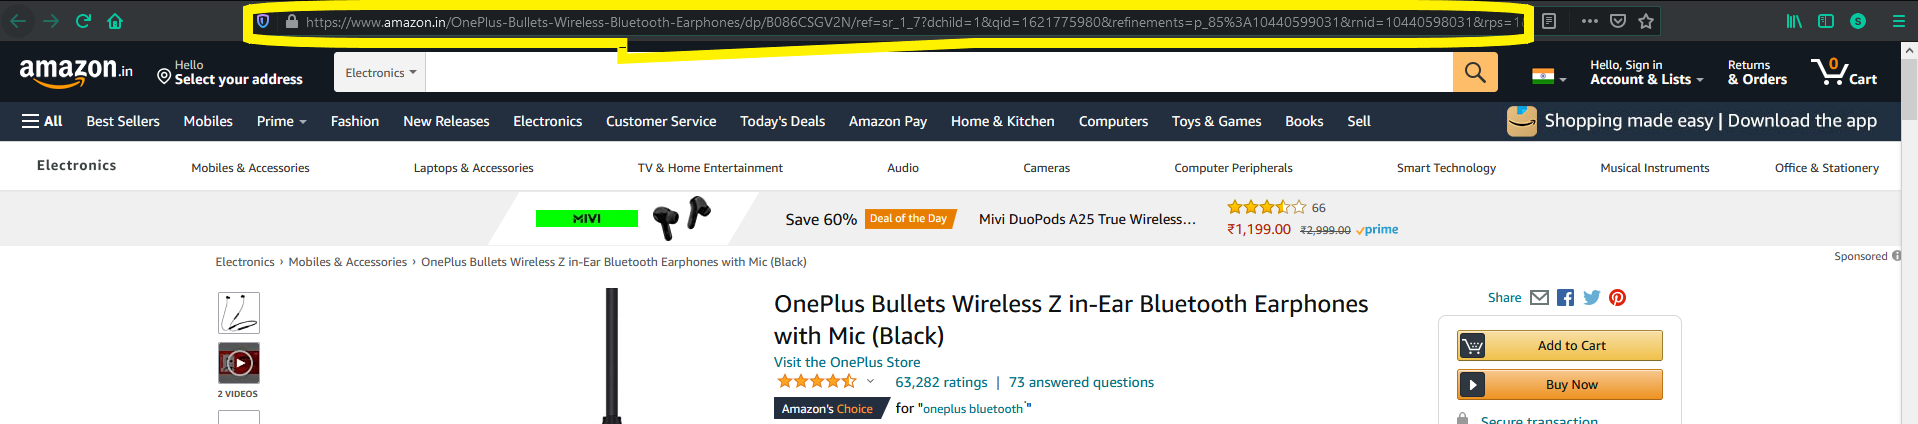 https://www.amazon.in/OnePlus-Bullets-Wireless-Bluetooth-Earphones/dp/B086CSGV2N/ref=sr_1_7?dchild=1&qid=1621775980&refinements=p_85%3A10440599031&rnid=10440598031&rps=1
S
amazon.in
Hello
Select your address
Electronics
Hello, Sign in
Account & Lists
Returns
& Orders
0
Cart
All Best Sellers Mobiles Prime Fashion New Releases Electronics Customer Service Today's Deals Amazon Pay Home & Kitchen Computers Toys & Games Books Sell
Shopping made easy | Download the app
Electronics Mobiles & Accessories Laptops & Accessories TV & Home Entertainment Audio Cameras Computer Peripherals Smart Technology Musical Instruments Office & Stationery
MIVI
Save 60% Deal of the Day Mivi DuoPods A25 True Wireless...
66
₹1,199.00 ₹2,999.00 prime
Sponsored
Electronics › Mobiles & Accessories › OnePlus Bullets Wireless Z in-Ear Bluetooth Earphones with Mic (Black)
2 VIDEOS
OnePlus Bullets Wireless Z in-Ear Bluetooth Earphones
with Mic (Black)
Visit the OnePlus Store
63,282 ratings | 73 answered questions
Amazon's Choice for "oneplus bluetooth"
Share
Add to Cart
Buy Now
Secure transaction